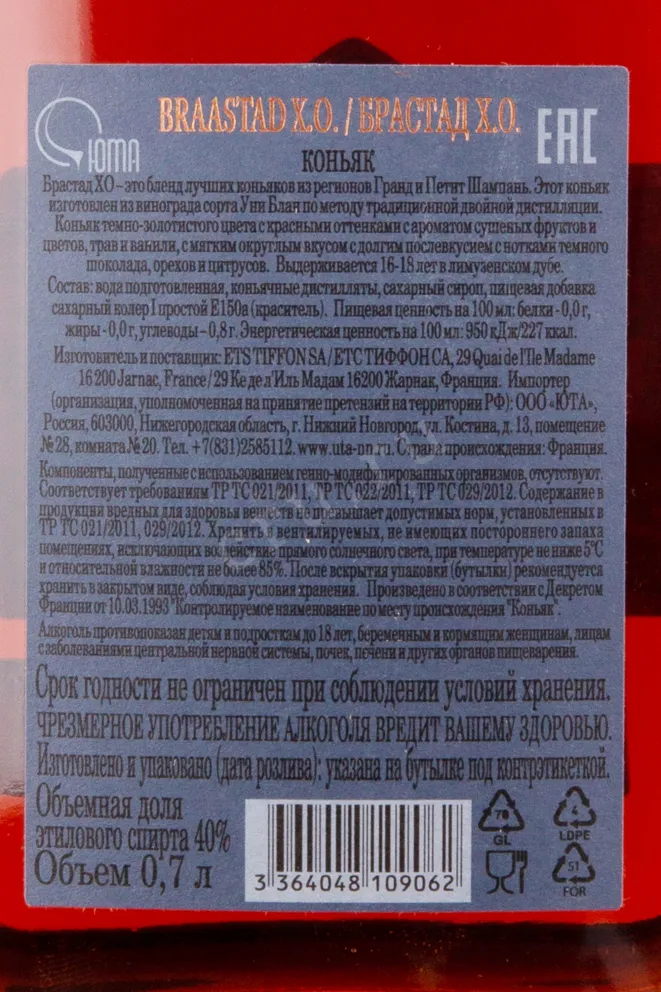 ЮТА
BRAASTAD X.O. / БРАСТАД X.O.
EAC
КОНЬЯК
Брастад ХО – это бленд лучших коньяков из регионов Гранд и Петит Шампань. Этот коньяк
изготовлен из винограда сорта Уни Блан по методу традиционной двойной дистилляции.
Коньяк темно-золотистого цвета с красными оттенками с ароматом сушеных фруктов и
цветов, трав и ванили, с мягким округлым вкусом с долгим послевкусием с нотками темного
шоколада, орехов и цитрусов. Выдерживается 16-18 лет в лимузенском дубе.
Состав: вода подготовленная, коньячные дистилляты, сахарный сироп, пищевая добавка
сахарный колер I простой Е150а (краситель). Пищевая ценность на 100 мл: белки - 0,0 г,
жиры - 0,0 г, углеводы – 0,8 г. Энергетическая ценность на 100 мл: 950 кДж/227 ккал.
Изготовитель и поставщик: ETS TIFFON SA / ЕТС ТИФФОН СА, 29 Quai de l'Ile Madame
16 200 Jarnac, France / 29 Ке де л'Иль Мадам 16200 Жарнак, Франция. Импортер
(организация, уполномоченная на принятие претензий на территории РФ): ООО «ЮТА»,
Россия, 603000, Нижегородская область, г. Нижний Новгород, ул. Костина, д. 13, помещение
№ 28, комната № 20. Тел. +7(831)2585112. www.uta-nn.ru. Страна происхождения: Франция.
Компоненты, полученные с использованием генно-модифицированных организмов, отсутствуют.
Соответствует требованиям ТР ТС 021/2011, ТР ТС 022/2011, ТР ТС 029/2012. Содержание в
продукции вредных для здоровья веществ не превышает допустимых норм, установленных в
ТР ТС 021/2011, 029/2012. Хранить в вентилируемых, не имеющих постороннего запаха
помещениях, исключающих воздействие прямого солнечного света, при температуре не ниже 5°С
и относительной влажности не более 85%. После вскрытия упаковки (бутылки) рекомендуется
хранить в закрытом виде, соблюдая условия хранения. Произведено в соответствии с Декретом
Франции от 10.03.1993 "Контролируемое наименование по месту происхождения "Коньяк".
Алкоголь противопоказан детям и подросткам до 18 лет, беременным и кормящим женщинам, лицам
с заболеваниями центральной нервной системы, почек, печени и других органов пищеварения.
Срок годности не ограничен при соблюдении условий хранения.
ЧРЕЗМЕРНОЕ УПОТРЕБЛЕНИЕ АЛКОГОЛЯ ВРЕДИТ ВАШЕМУ ЗДОРОВЬЮ.
Изготовлено и упаковано (дата розлива): указана на бутылке под контрэтикеткой.
Объемная доля
этилового спирта 40%
Объем 0,7 л
3 364048 109062
70
GL
4
LDPE
51
FOR